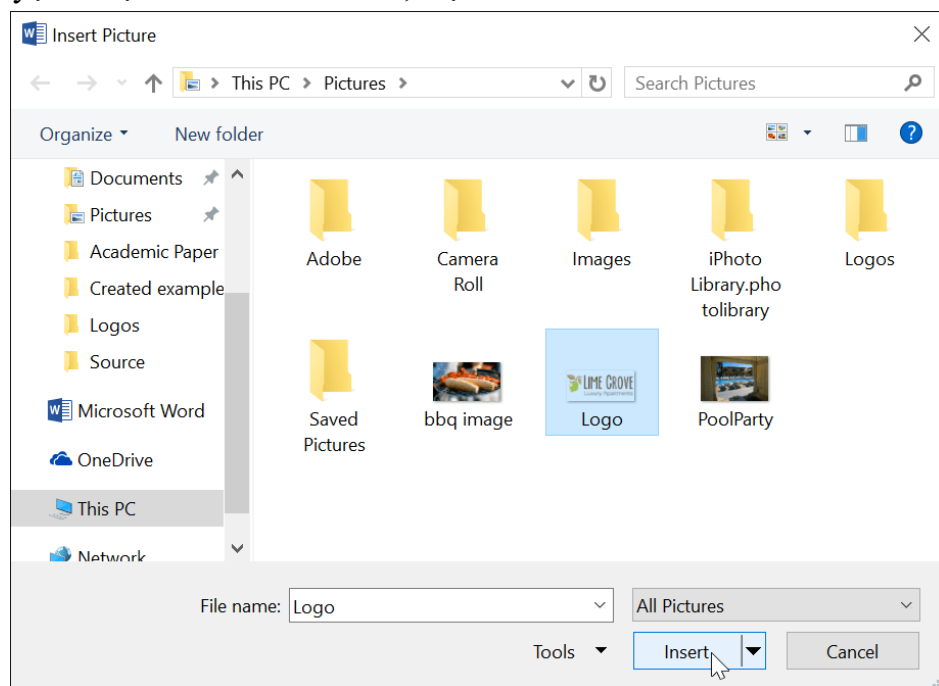 Insert Picture
This PC > Pictures >
Search Pictures
Organize
New folder
Documents
Pictures
Academic Paper
Created example
Logos
Source
Microsoft Word
OneDrive
This PC
Network
Adobe
Camera
Roll
Images
iPhoto
Library.pho
tolibrary
Logos
Saved
Pictures
bbq image
LIME GROVE
Luxury Apartments
Logo
PoolParty
File name: Logo
All Pictures
Tools
Insert
Cancel